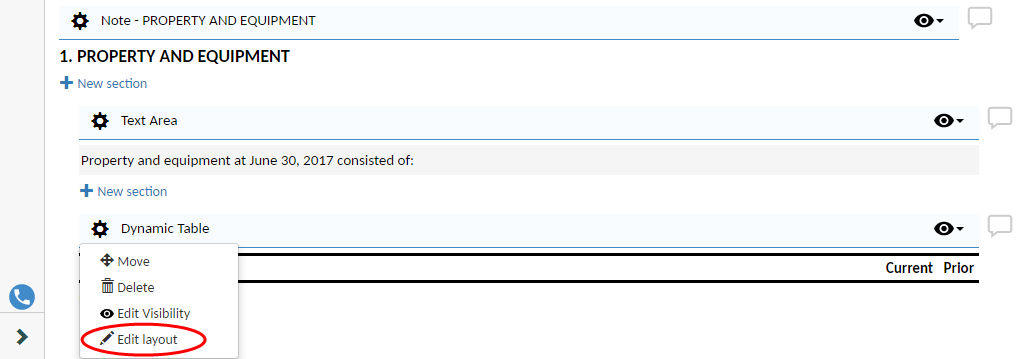 Note - PROPERTY AND EQUIPMENT
1. PROPERTY AND EQUIPMENT
New section
Text Area
Property and equipment at June 30, 2017 consisted of:
New section
Dynamic Table
Move
Current Prior
Delete
Edit Visibility
Edit layout